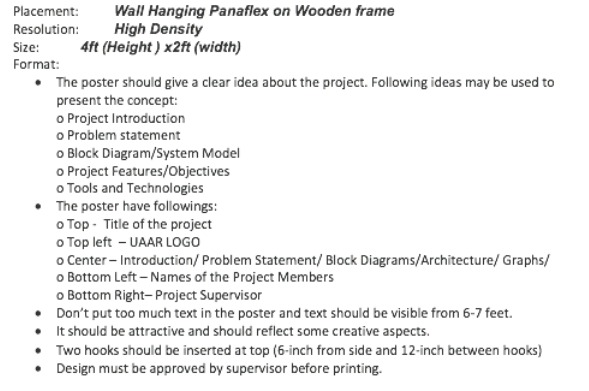 Placement: Wall Hanging Panaflex on Wooden frame
Resolution: High Density
Size: 4ft (Height ) x2ft (width)
Format:
• The poster should give a clear idea about the project. Following ideas may be used to
present the concept:
o Project Introduction
o Problem statement
o Block Diagram/System Model
o Project Features/Objectives
o Tools and Technologies
• The poster have followings:
o Top - Title of the project
o Top left – UAAR LOGO
o Center – Introduction/ Problem Statement/ Block Diagrams/Architecture/ Graphs/
o Bottom Left – Names of the Project Members
o Bottom Right– Project Supervisor
• Don't put too much text in the poster and text should be visible from 6-7 feet.
• It should be attractive and should reflect some creative aspects.
• Two hooks should be inserted at top (6-inch from side and 12-inch between hooks)
• Design must be approved by supervisor before printing.